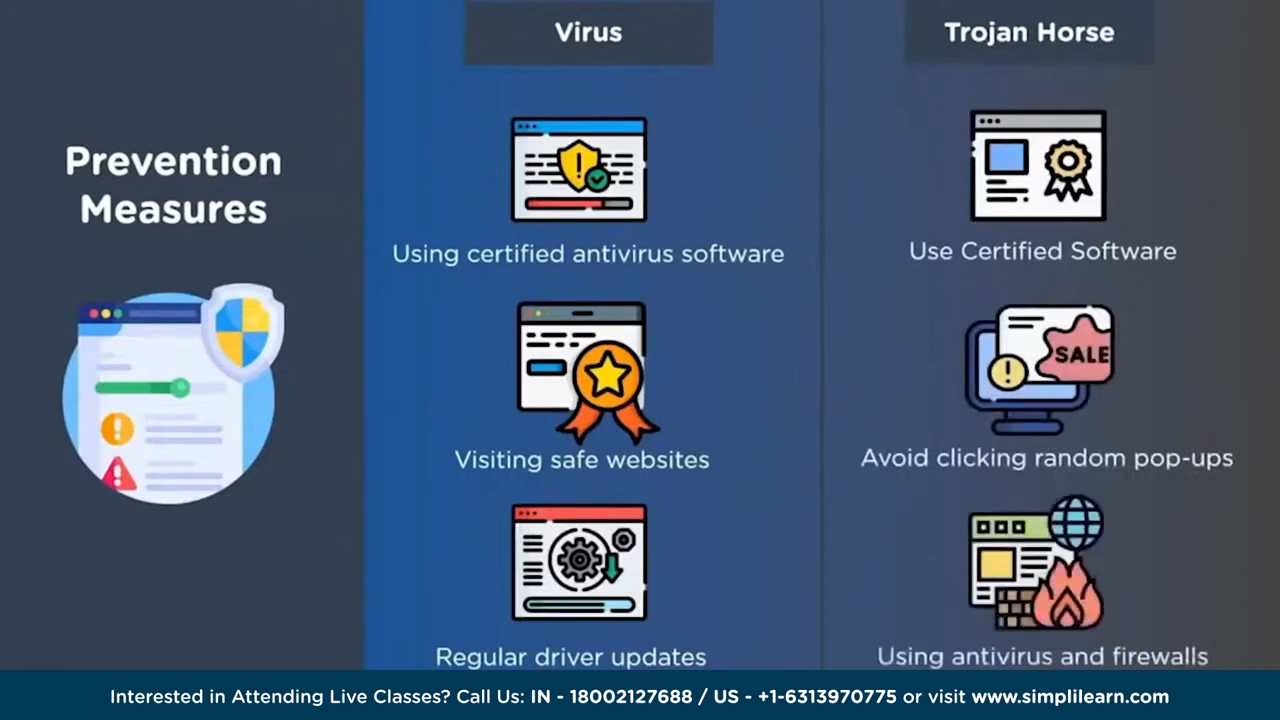 Prevention
Measures
Virus
Using certified antivirus software
Visiting safe websites
Regular driver updates
Trojan Horse
Use Certified Software
SALE
Avoid clicking random pop-ups
Using antivirus and firewalls
Interested in Attending Live Classes? Call Us: IN - 18002127688 / US - +1-6313970775 or visit www.simplilearn.com